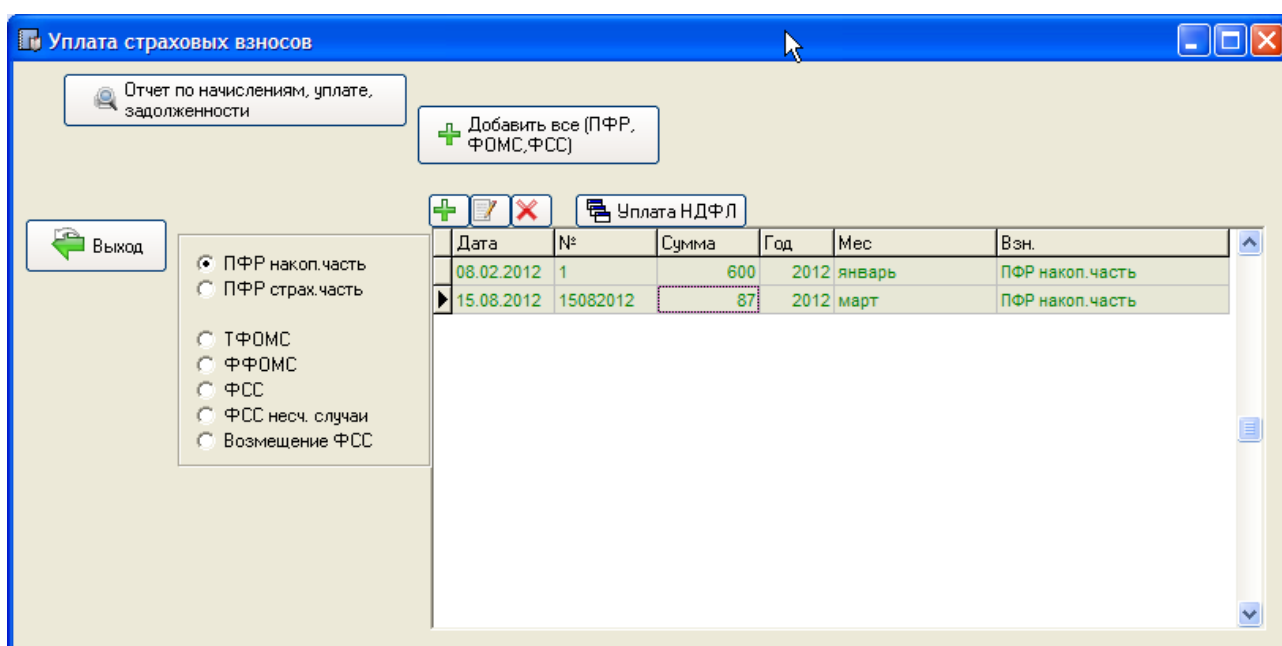 Уплата страховых взносов
Отчет по начислениям, уплате,
задолженности
Добавить все (ПФР,
ФОМС,ФСС)
Уплата НДФЛ
Выход
ПФР накоп.часть
ПФР страх.часть
ТФОМС
ФФОМС
ФСС
ФСС несч. случаи
Возмещение ФСС
Дата № Сумма Год Мес Взн.
08.02.2012 1 600 2012 январь ПФР накоп.часть
15.08.2012 15082012 87 2012 март ПФР накоп.часть